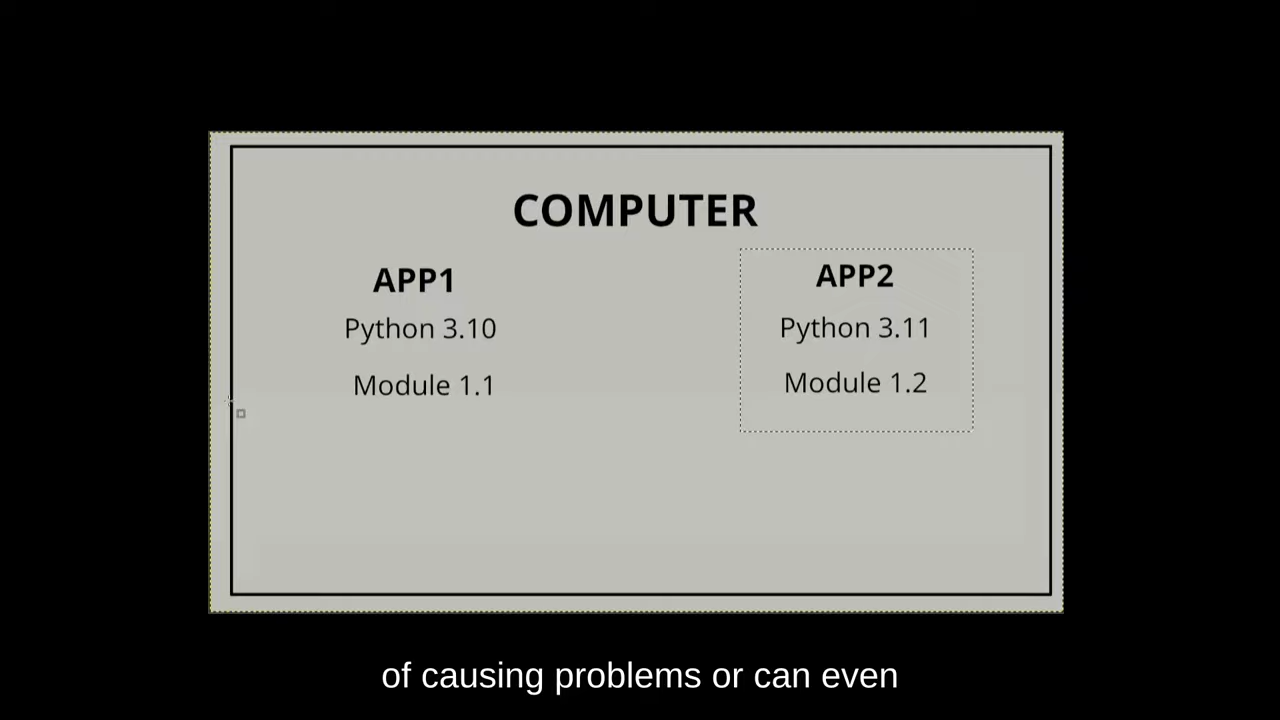 COMPUTER
APP1
Python 3.10
Module 1.1
APP2
Python 3.11
Module 1.2
of causing problems or can even